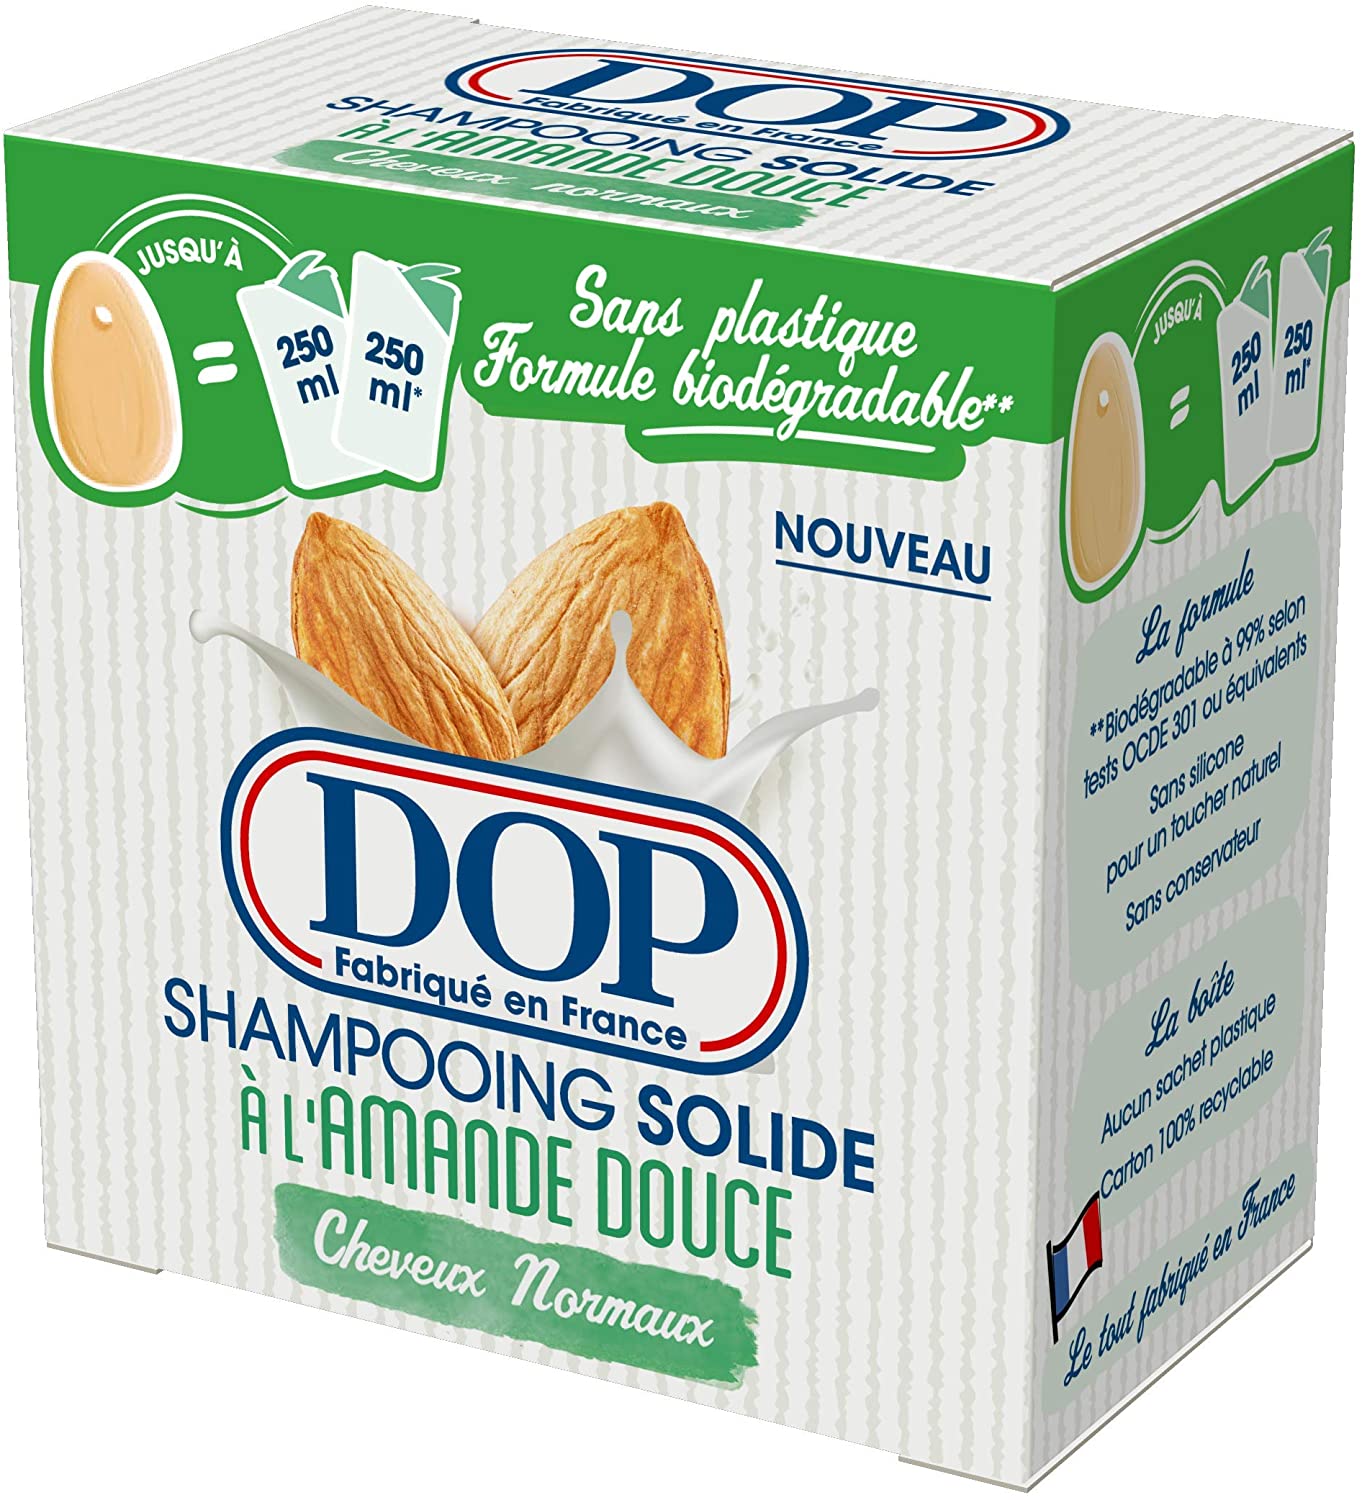 DOP
Fabriqué en France
SHAMPOOING SOLIDE
À L'AMANDE DOUCE
Cheveux normaux
JUSQU'À
=
250
ml
250
ml*
Sans plastique
Formule biodégradable**
NOUVEAU
DOP
Fabriqué en France
SHAMPOOING SOLIDE
À L'AMANDE DOUCE
Cheveux Normaux
JUSQU'À
=
250
ml
250
ml*
La formule
**Biodégradable à 99% selon
tests OCDE 301 ou équivalents
Sans silicone
pour un toucher naturel
Sans conservateur
La boîte
Aucun sachet plastique
Carton 100% recyclable
Le tout fabriqué en France